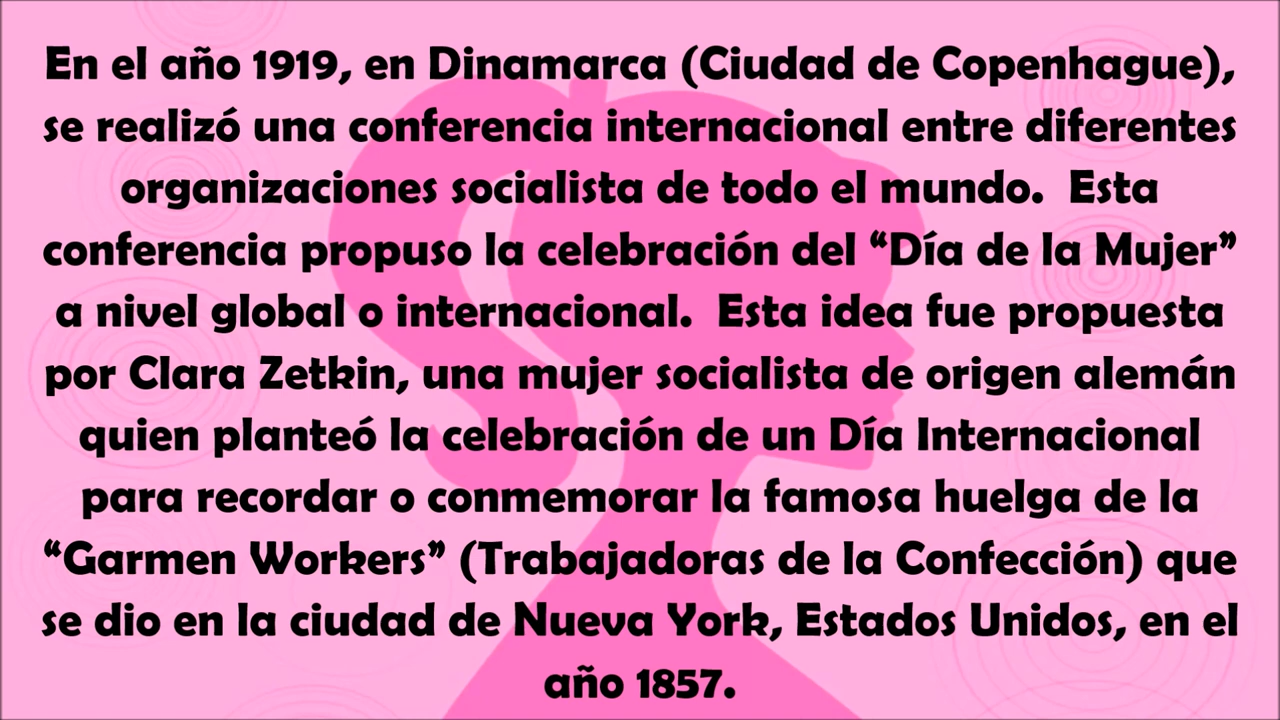 En el año 1919, en Dinamarca (Ciudad de Copenhague),
se realizó una conferencia internacional entre diferentes
organizaciones socialista de todo el mundo.  Esta
conferencia propuso la celebración del “Día de la Mujer”
a nivel global o internacional.  Esta idea fue propuesta
por Clara Zetkin, una mujer socialista de origen alemán
quien planteó la celebración de un Día Internacional
para recordar o conmemorar la famosa huelga de la
“Garmen Workers” (Trabajadoras de la Confección) que
se dio en la ciudad de Nueva York, Estados Unidos, en el
año 1857.